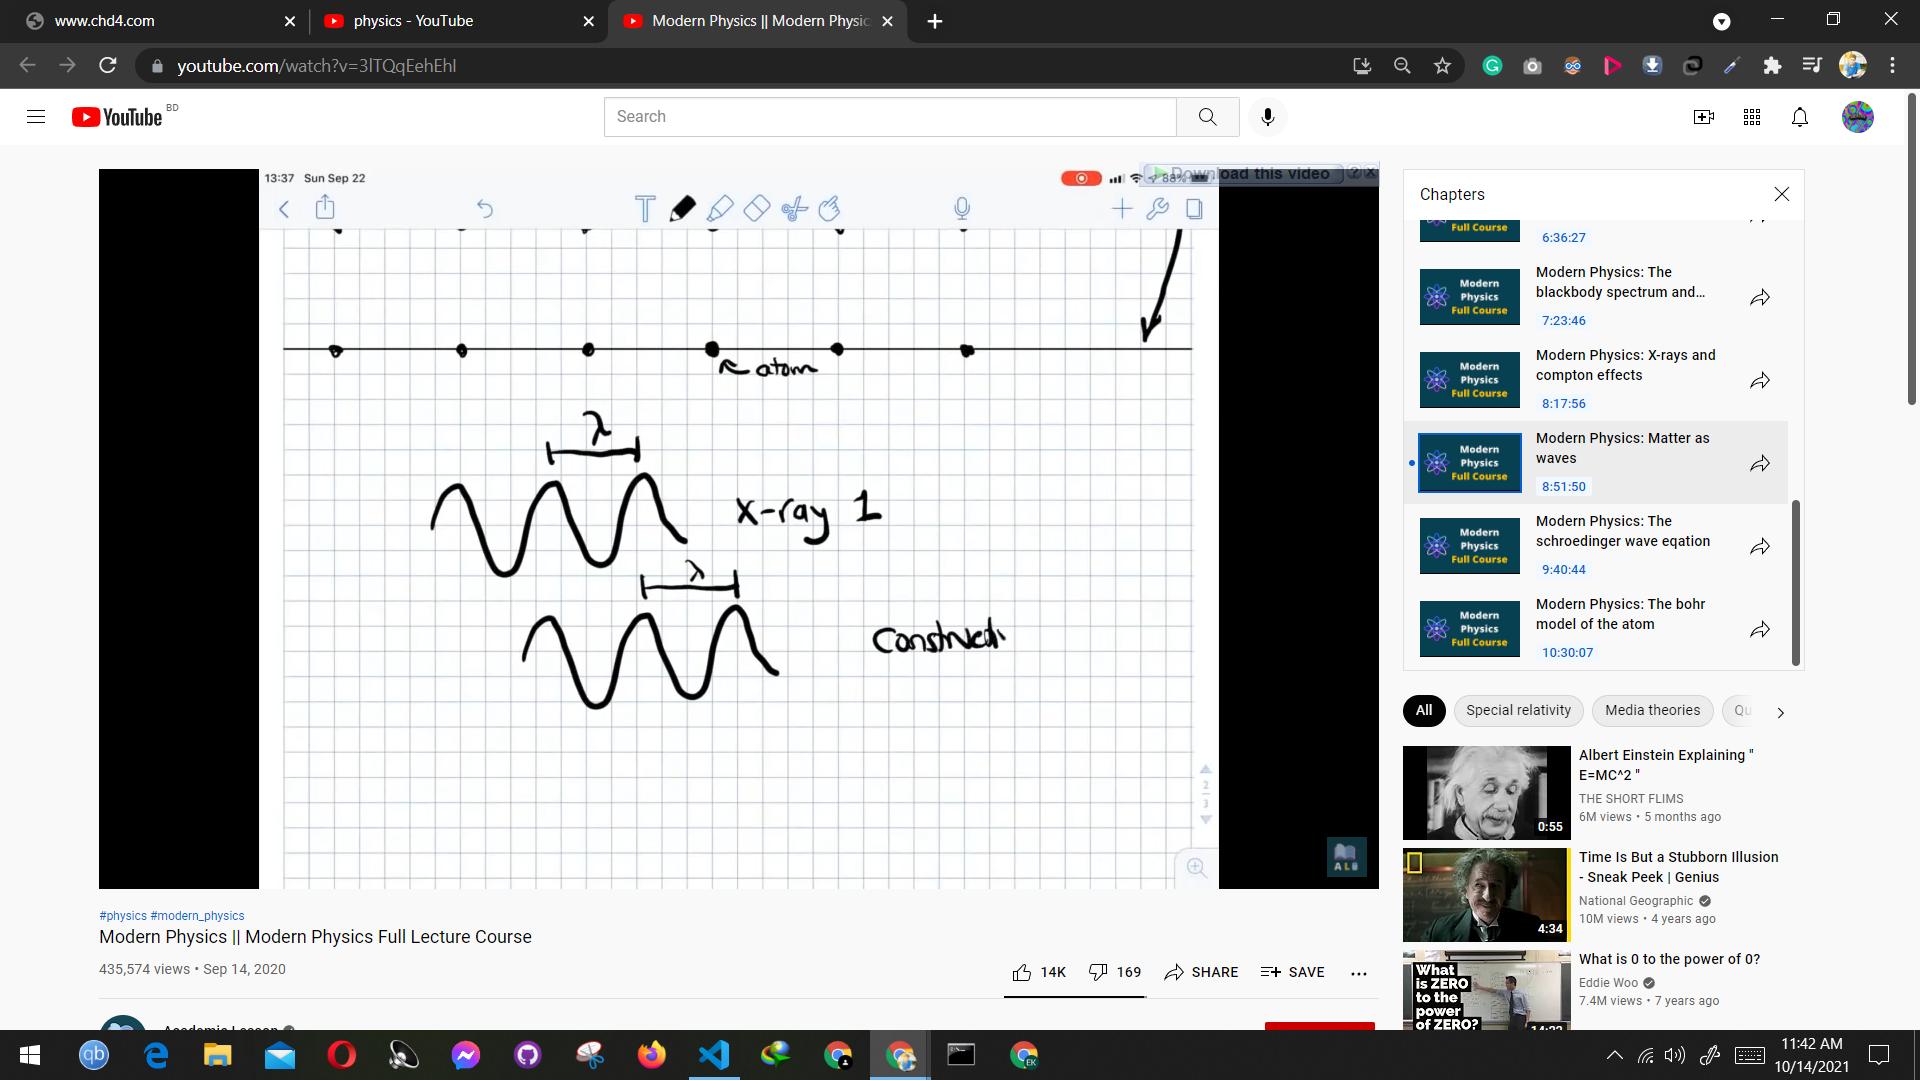 www.chd4.com
physics - YouTube
Modern Physics || Modern Physic
youtube.com/watch?v=3lTQqEehEhI
YouTube BD
Search
13:37 Sun Sep 22
88%
Download this video
atom
λ
x-ray 1
λ
Constructi
2
3
ALB
#physics #modern_physics
Modern Physics || Modern Physics Full Lecture Course
435,574 views • Sep 14, 2020
14K
169
SHARE
SAVE
Academic Lesson
Chapters
Full Course
6:36:27
Modern
Physics
Full Course
Modern Physics: The
blackbody spectrum and...
7:23:46
Modern
Physics
Full Course
Modern Physics: X-rays and
compton effects
8:17:56
Modern
Physics
Full Course
Modern Physics: Matter as
waves
8:51:50
Modern
Physics
Full Course
Modern Physics: The
schroedinger wave eqation
9:40:44
Modern
Physics
Full Course
Modern Physics: The bohr
model of the atom
10:30:07
All
Special relativity
Media theories
Qu
0:55
Albert Einstein Explaining "
E=MC^2 "
THE SHORT FLIMS
6M views • 5 months ago
4:34
Time Is But a Stubborn Illusion
- Sneak Peek | Genius
National Geographic
10M views • 4 years ago
What
is ZERO
to the
power
of ZERO?
What is 0 to the power of 0?
Eddie Woo
7.4M views • 7 years ago
qb
EK
11:42 AM
10/14/2021